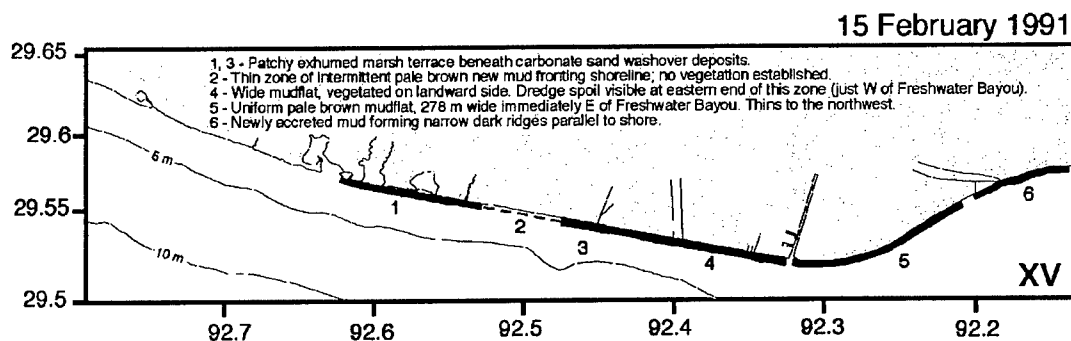 15 February 1991
29.65
1, 3 - Patchy exhumed marsh terrace beneath carbonate sand washover deposits.
2 - Thin zone of intermittent pale brown new mud fronting shoreline; no vegetation established.
4 - Wide mudflat, vegetated on landward side. Dredge spoil visible at eastern end of this zone (just W of Freshwater Bayou).
5 - Uniform pale brown mudflat, 278 m wide immediately E of Freshwater Bayou. Thins to the northwest.
6 - Newly accreted mud forming narrow dark ridges parallel to shore.
29.6
5 m
29.55
1
2
3
4
5
6
10 m
XV
29.5
92.7
92.6
92.5
92.4
92.3
92.2